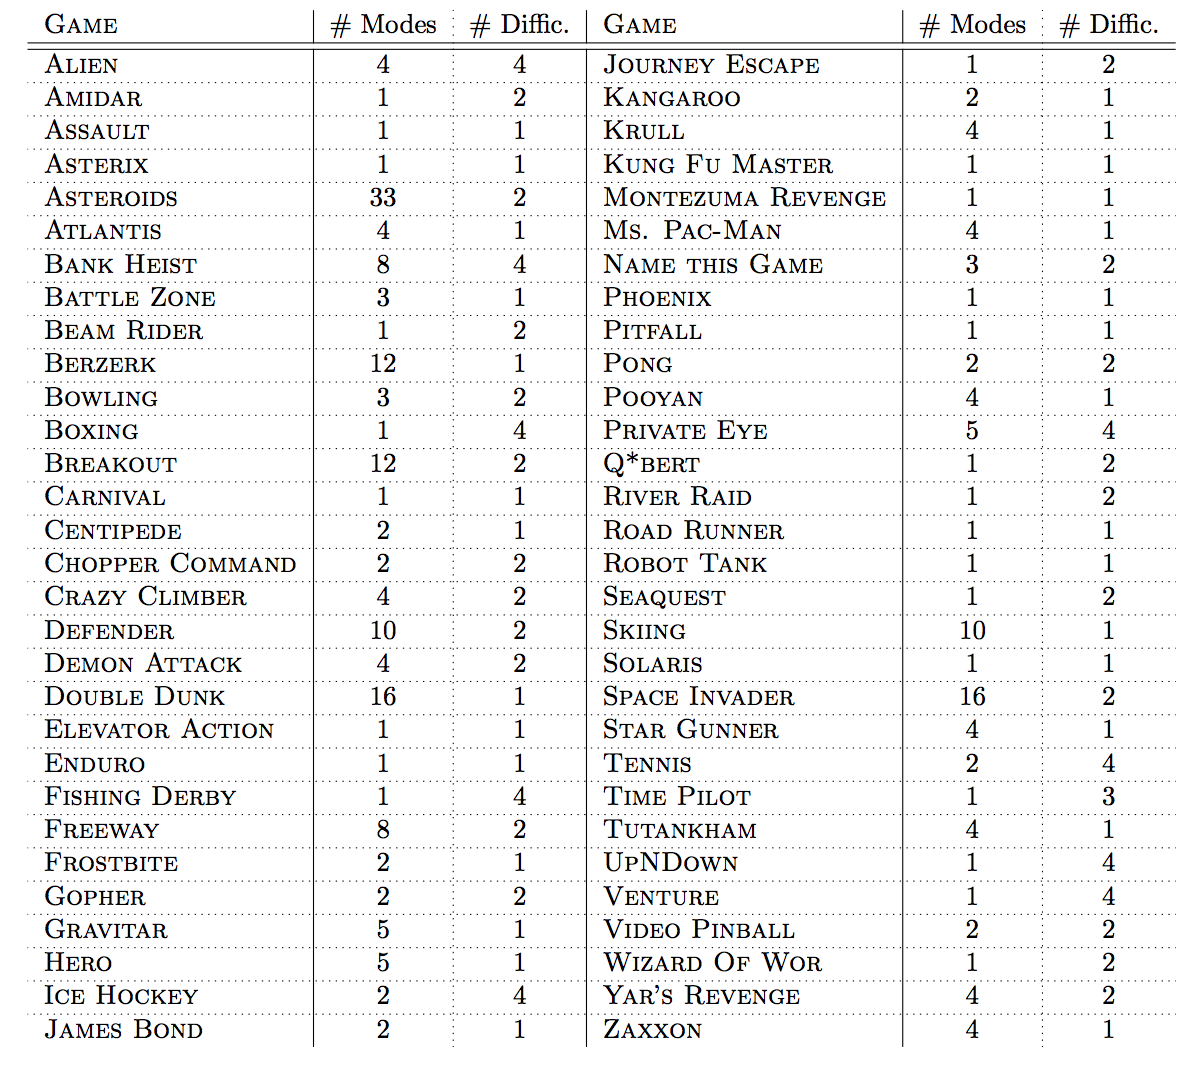 GAME # Modes # Diffic. GAME # Modes # Diffic.
ALIEN 4 4 JOURNEY ESCAPE 1 2
AMIDAR 1 2 KANGAROO 2 1
ASSAULT 1 1 KRULL 4 1
ASTERIX 1 1 KUNG FU MASTER 1 1
ASTEROIDS 33 2 MONTEZUMA REVENGE 1 1
ATLANTIS 4 1 MS. PAC-MAN 4 1
BANK HEIST 8 4 NAME THIS GAME 3 2
BATTLE ZONE 3 1 PHOENIX 1 1
BEAM RIDER 1 2 PITFALL 1 1
BERZERK 12 1 PONG 2 2
BOWLING 3 2 POOYAN 4 1
BOXING 1 4 PRIVATE EYE 5 4
BREAKOUT 12 2 Q*BERT 1 2
CARNIVAL 1 1 RIVER RAID 1 2
CENTIPEDE 2 1 ROAD RUNNER 1 1
CHOPPER COMMAND 2 2 ROBOT TANK 1 1
CRAZY CLIMBER 4 2 SEAQUEST 1 2
DEFENDER 10 2 SKIING 10 1
DEMON ATTACK 4 2 SOLARIS 1 1
DOUBLE DUNK 16 1 SPACE INVADER 16 2
ELEVATOR ACTION 1 1 STAR GUNNER 4 1
ENDURO 1 1 TENNIS 2 4
FISHING DERBY 1 4 TIME PILOT 1 3
FREEWAY 8 2 TUTANKHAM 4 1
FROSTBITE 2 1 UPNDOWN 1 4
GOPHER 2 2 VENTURE 1 4
GRAVITAR 5 1 VIDEO PINBALL 2 2
HERO 5 1 WIZARD OF WOR 1 2
ICE HOCKEY 2 4 YAR'S REVENGE 4 2
JAMES BOND 2 1 ZAXXON 4 1